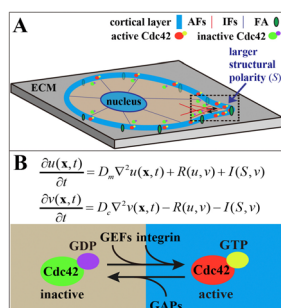 A
cortical layer AFs IFs FA
active Cdc42 inactive Cdc42
ECM
nucleus
larger
structural
polarity (S)
B
∂u(x,t)/∂t = D_m∇²u(x,t) + R(u,v) + I(S,v)
∂v(x,t)/∂t = D_c∇²v(x,t) − R(u,v) − I(S,v)
GDP GEFs integrin GTP
Cdc42 Cdc42
inactive active
GAPs